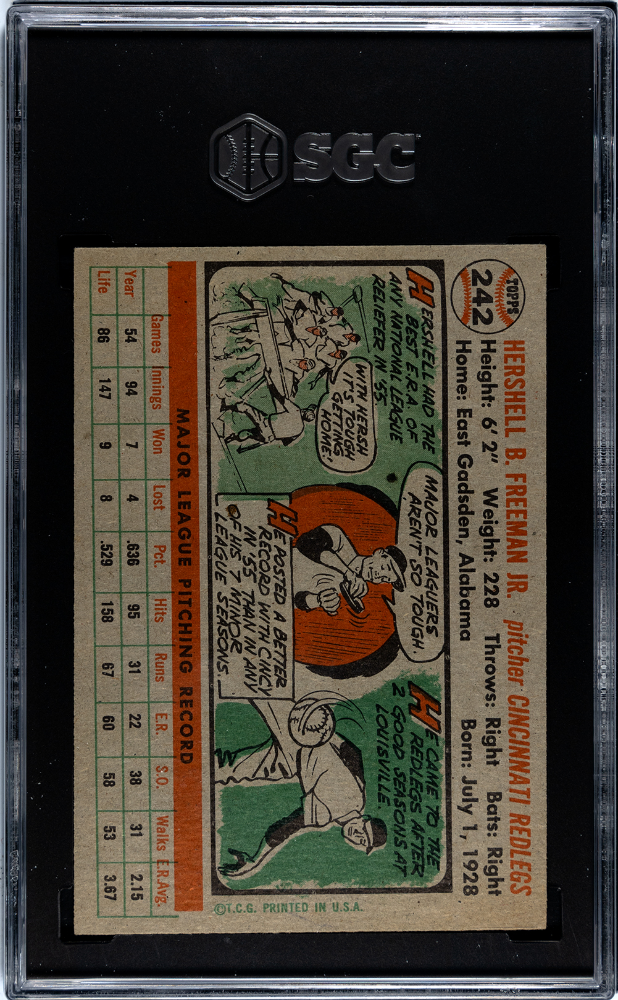 SGC
TOPPS
242
HERSHELL B. FREEMAN JR. pitcher CINCINNATI REDLEGS
Height: 6'2" Weight: 228 Throws: Right Bats: Right
Home: East Gadsden, Alabama Born: July 1, 1928
HERSHELL HAD THE
BEST E.R.A. OF
ANY NATIONAL LEAGUE
RELIEFER IN '55
WITH HERSH
IT'S TOUGH
GETTING
HOME!
MAJOR LEAGUERS
AREN'T SO TOUGH.
HE POSTED A BETTER
RECORD WITH CINCY
IN '55 THAN IN ANY
OF HIS 7 MINOR
LEAGUE SEASONS.
HE CAME TO THE
REDLEGS AFTER
2 GOOD SEASONS AT
LOUISVILLE.
MAJOR LEAGUE PITCHING RECORD
Games Innings Won Lost Pct. Hits Runs E.R. S.O. Walks E.R.Avg.
Year 54 94 7 4 .636 95 31 22 38 31 2.15
Life 86 147 9 8 .529 158 67 60 58 53 3.67
©T.C.G. PRINTED IN U.S.A.